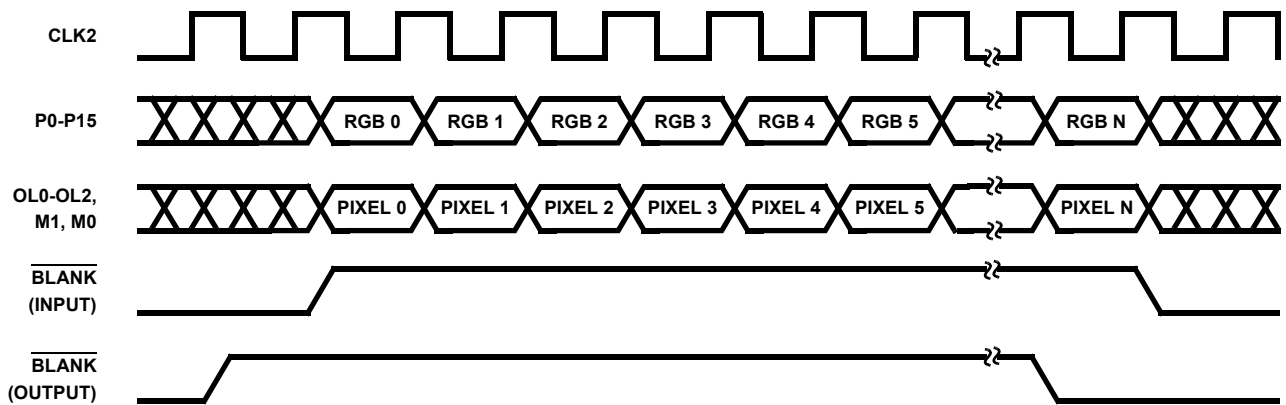 CLK2
P0-P15
RGB 0 RGB 1 RGB 2 RGB 3 RGB 4 RGB 5 RGB N
OL0-OL2,
M1, M0
PIXEL 0 PIXEL 1 PIXEL 2 PIXEL 3 PIXEL 4 PIXEL 5 PIXEL N
BLANK
(INPUT)
BLANK
(OUTPUT)